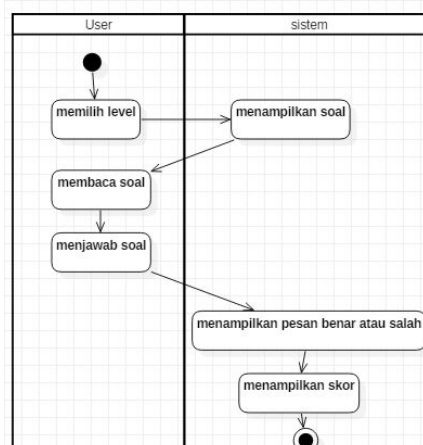 User
sistem
memilih level
menampilkan soal
membaca soal
menjawab soal
menampilkan pesan benar atau salah
menampilkan skor